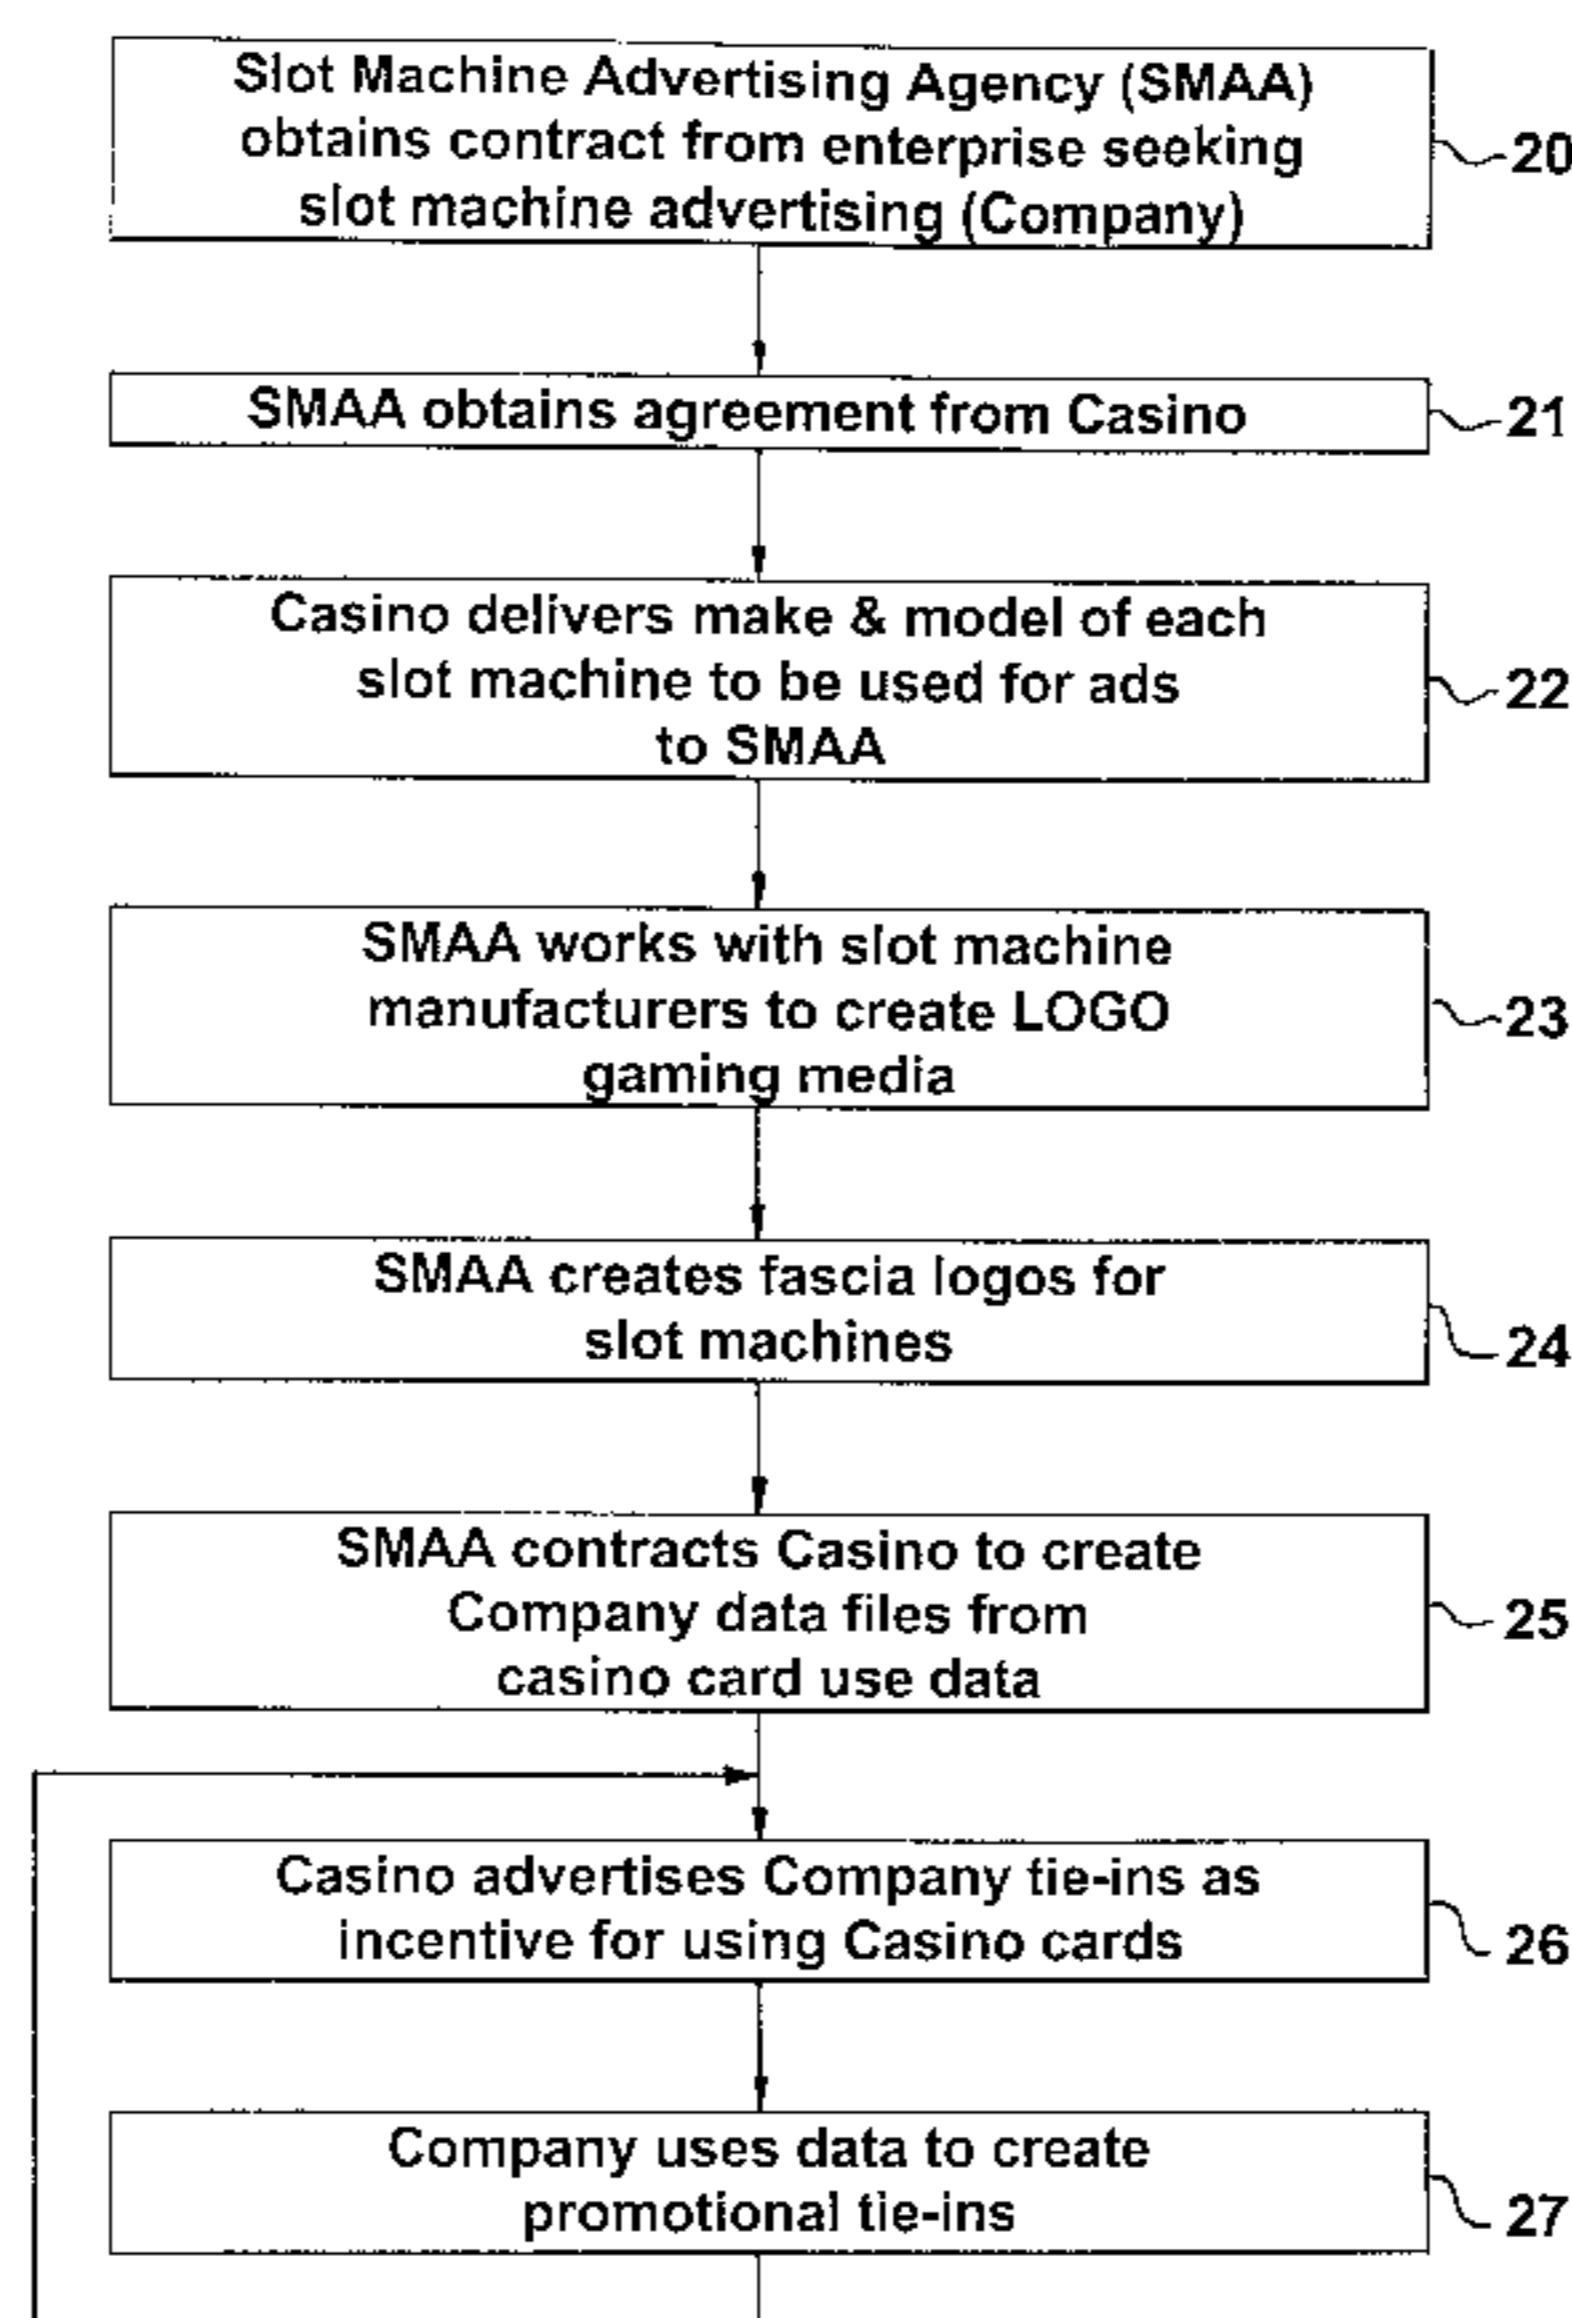 Slot Machine Advertising Agency (SMAA)
obtains contract from enterprise seeking
slot machine advertising (Company)
20
SMAA obtains agreement from Casino
21
Casino delivers make & model of each
slot machine to be used for ads
to SMAA
22
SMAA works with slot machine
manufacturers to create LOGO
gaming media
23
SMAA creates fascia logos for
slot machines
24
SMAA contracts Casino to create
Company data files from
casino card use data
25
Casino advertises Company tie-ins as
incentive for using Casino cards
26
Company uses data to create
promotional tie-ins
27